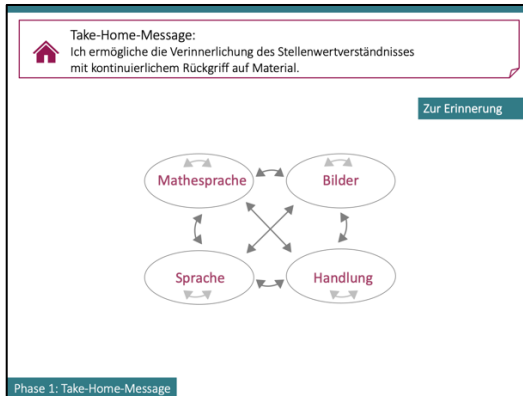 Take-Home-Message:
Ich ermögliche die Verinnerlichung des Stellenwertverständnisses
mit kontinuierlichem Rückgriff auf Material.
Zur Erinnerung
Mathesprache
Bilder
Sprache
Handlung
Phase 1: Take-Home-Message